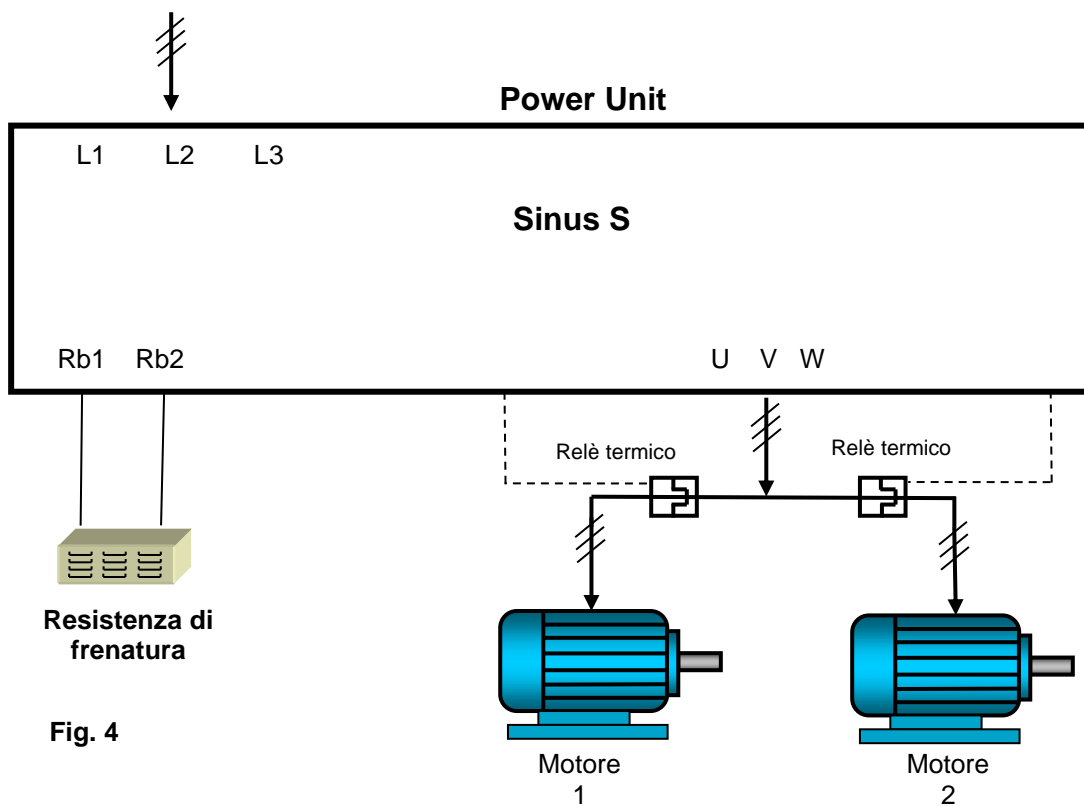 Power Unit
L1 L2 L3
Sinus S
Rb1 Rb2
U V W
Relè termico
Relè termico
Resistenza di
frenatura
Fig. 4
Motore
1
Motore
2